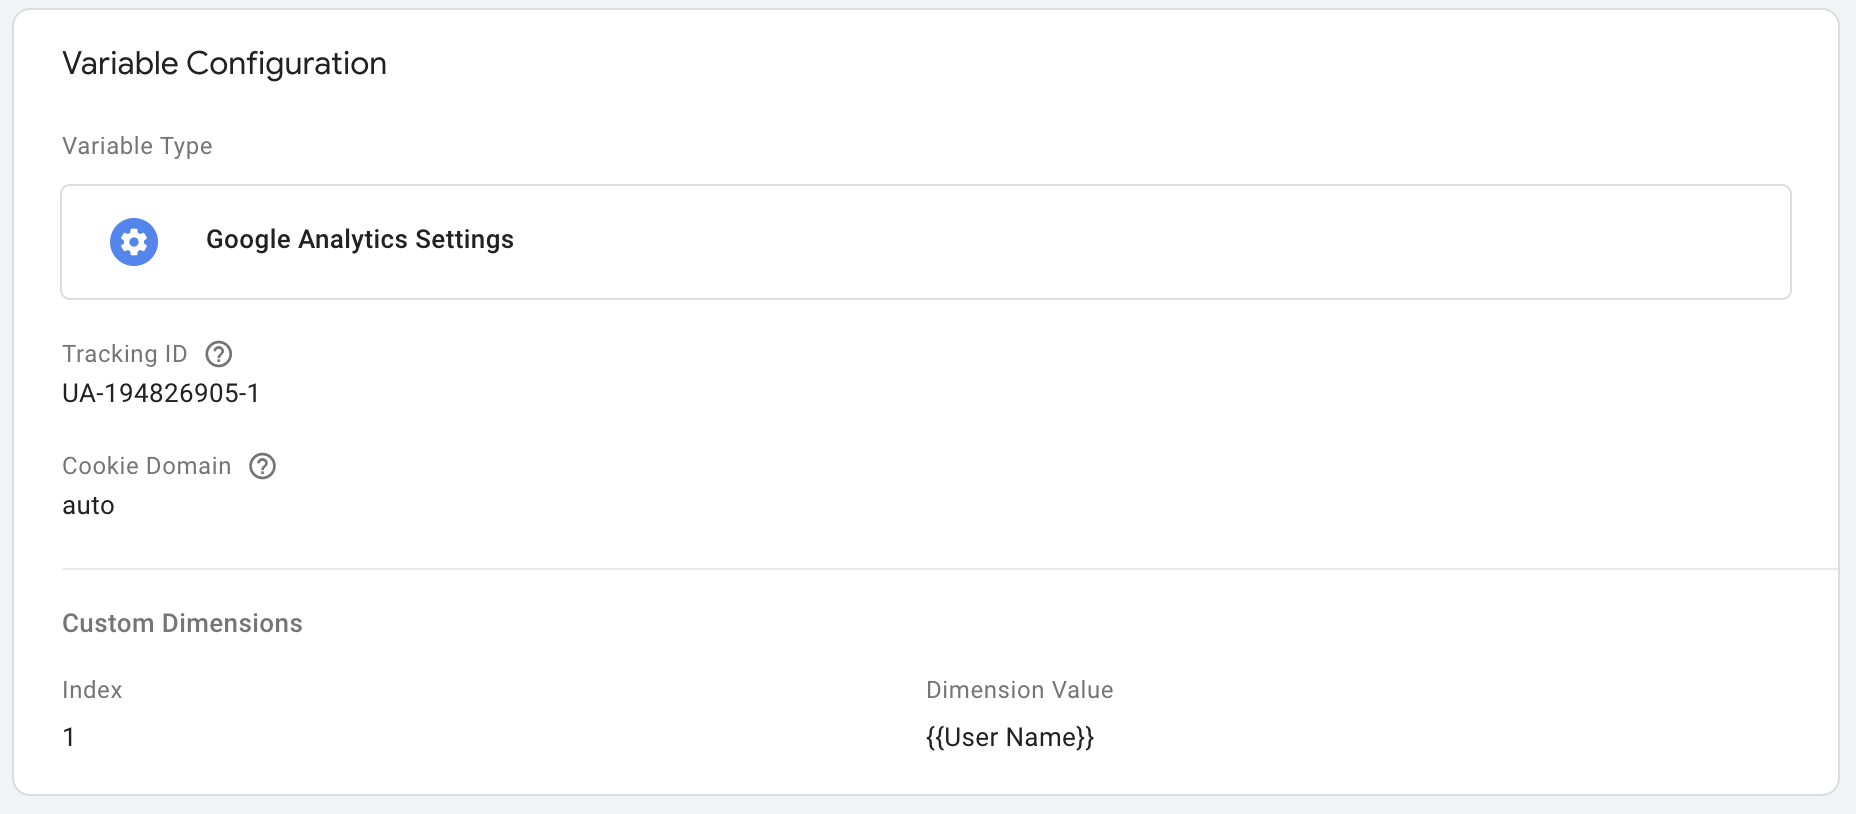 Variable Configuration
Variable Type
Google Analytics Settings
Tracking ID
UA-194826905-1
Cookie Domain
auto
Custom Dimensions
Index Dimension Value
1 {{User Name}}